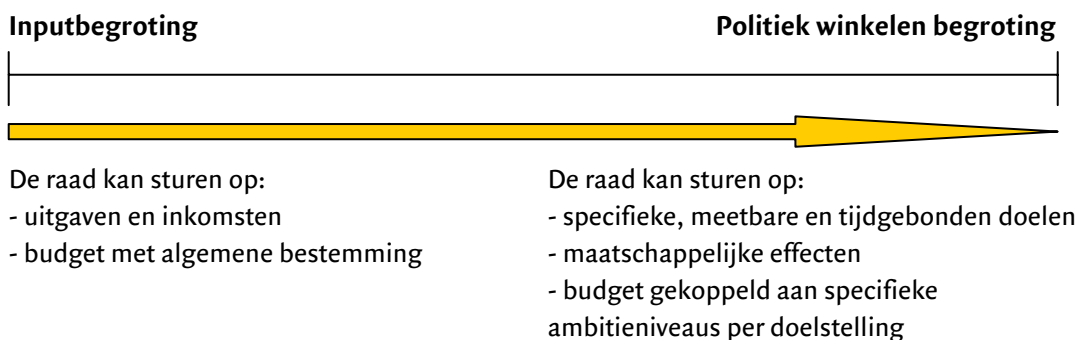 Inputbegroting
Politiek winkelen begroting
De raad kan sturen op:
- uitgaven en inkomsten
- budget met algemene bestemming
De raad kan sturen op:
- specifieke, meetbare en tijdgebonden doelen
- maatschappelijke effecten
- budget gekoppeld aan specifieke
ambitieniveaus per doelstelling